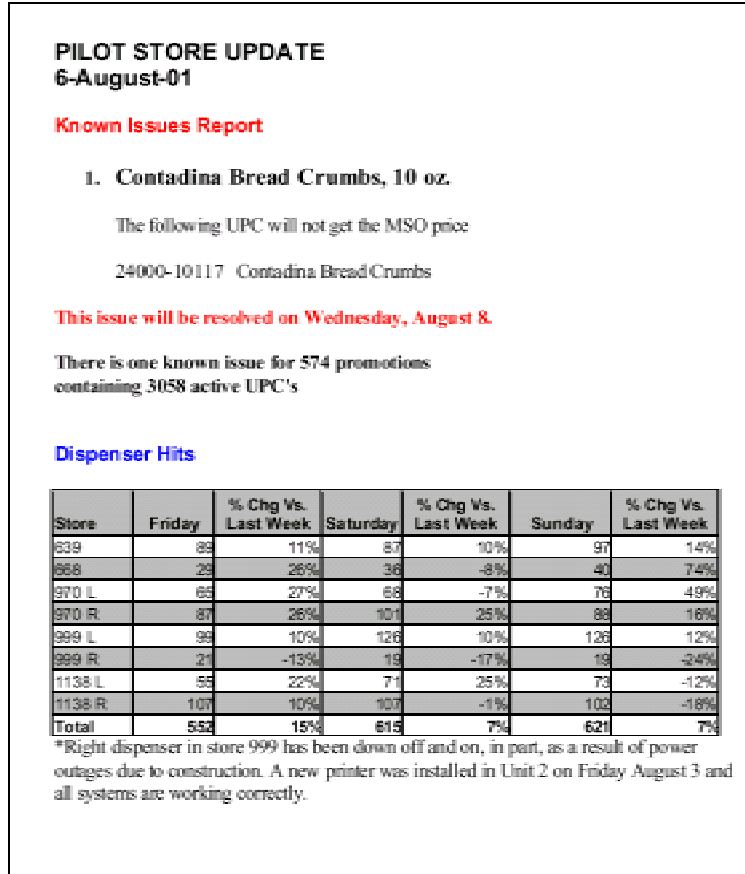 PILOT STORE UPDATE
6-August-01
Known Issues Report
1. Contadina Bread Crumbs, 10 oz.
The following UPC will not get the MSO price
24000-10117 Contadina Bread Crumbs
This issue will be resolved on Wednesday, August 8.
There is one known issue for 574 promotions
containing 3058 active UPC's
Dispenser Hits
Store Friday % Chg Vs. Last Week Saturday % Chg Vs. Last Week Sunday % Chg Vs. Last Week
639 89 11% 87 10% 97 14%
668 29 26% 36 -8% 40 74%
970 L 65 27% 68 -7% 76 49%
970 R 87 26% 101 25% 88 16%
999 L 99 10% 126 10% 126 12%
999 R 21 -13% 19 -17% 19 -24%
1138 L 55 22% 71 25% 73 -12%
1138 R 107 10% 107 -1% 102 -18%
Total 552 15% 615 7% 621 7%
*Right dispenser in store 999 has been down off and on, in part, as a result of power
outages due to construction. A new printer was installed in Unit 2 on Friday August 3 and
all systems are working correctly.